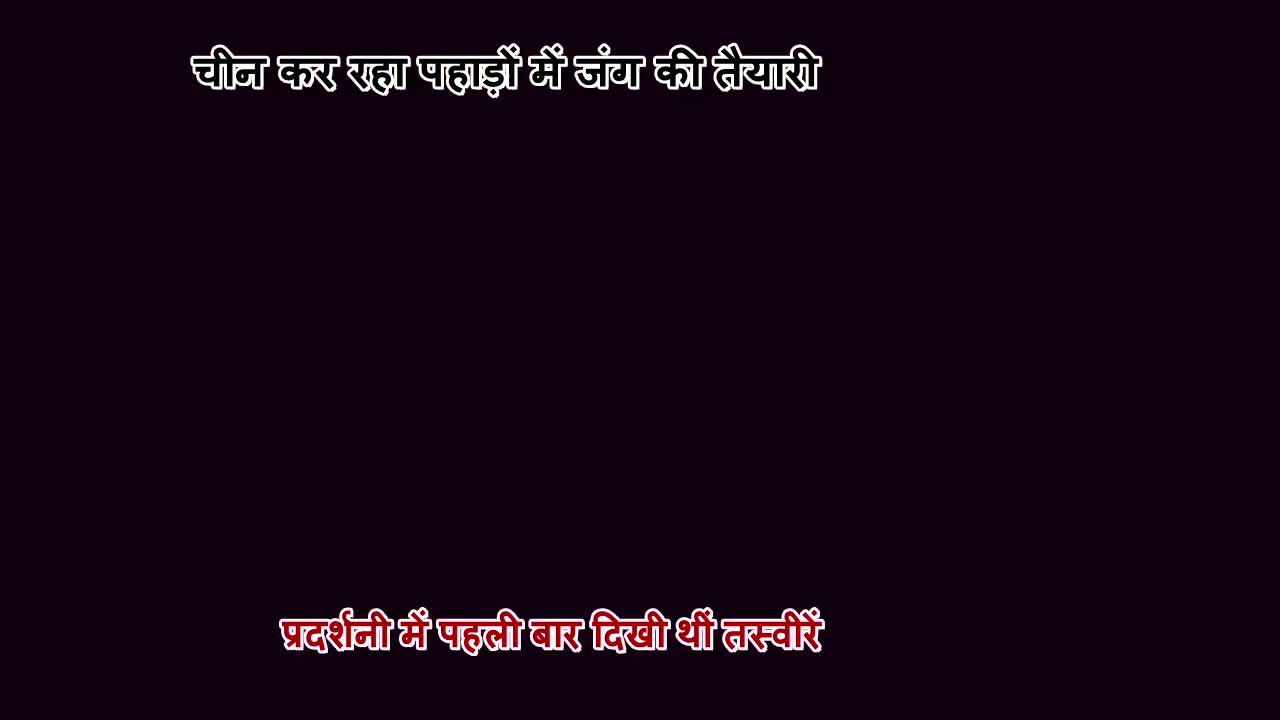 चीन कर रहा पहाड़ों में जंग की तैयारी
प्रदर्शनी में पहली बार दिखी थीं तस्वीरें